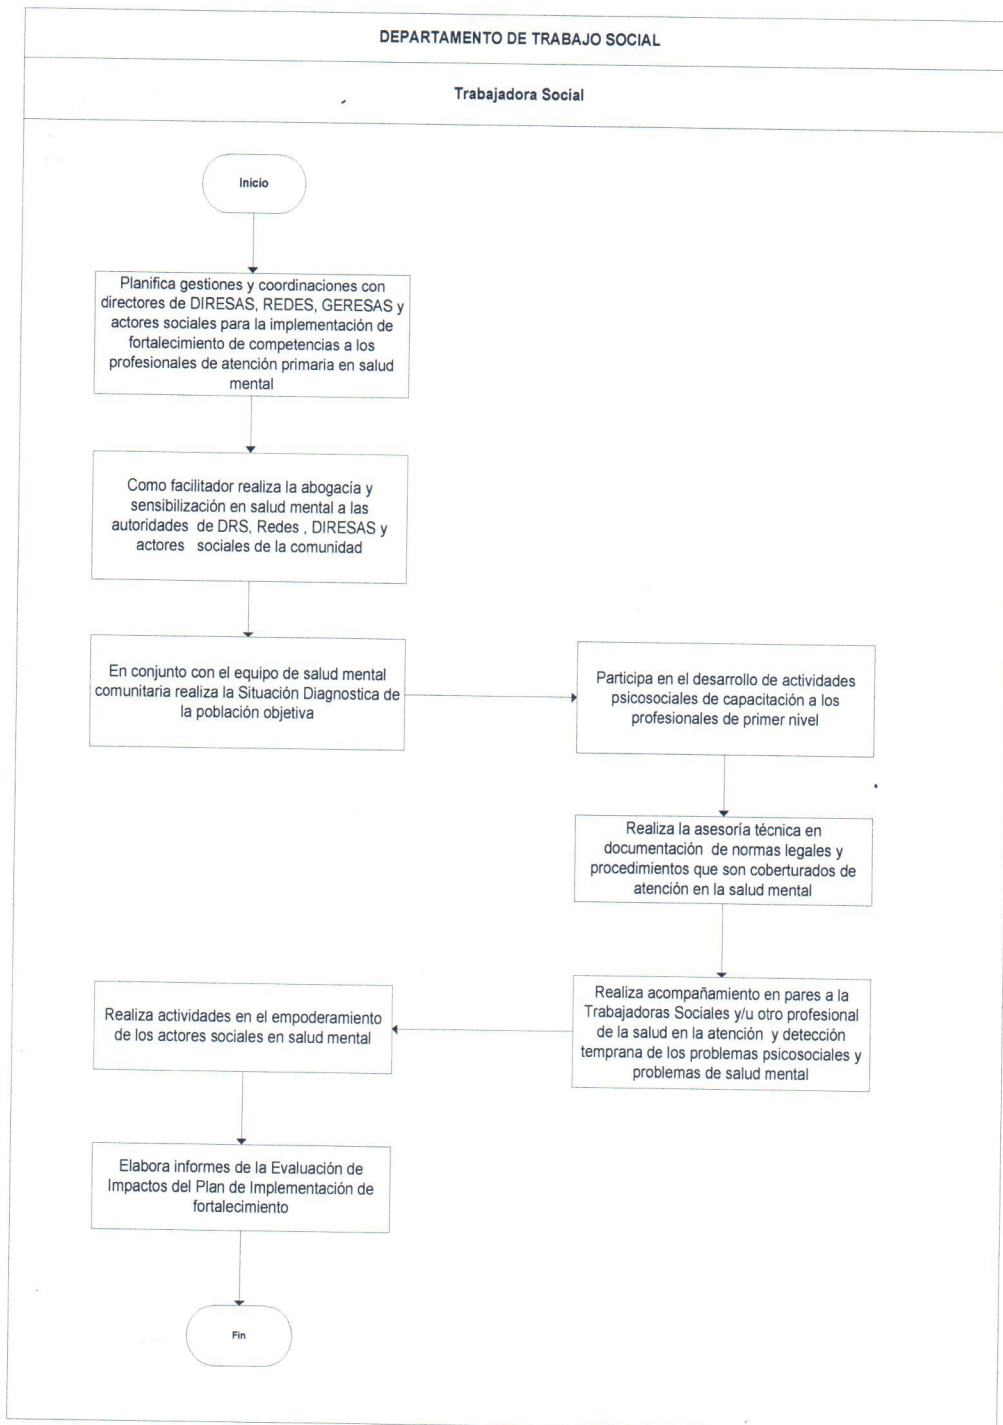 DEPARTAMENTO DE TRABAJO SOCIAL
Trabajadora Social
Inicio
Planifica gestiones y coordinaciones con
directores de DIRESAS, REDES, GERESAS y
actores sociales para la implementación de
fortalecimiento de competencias a los
profesionales de atención primaria en salud
mental
Como facilitador realiza la abogacía y
sensibilización en salud mental a las
autoridades de DRS, Redes , DIRESAS y
actores sociales de la comunidad
En conjunto con el equipo de salud mental
comunitaria realiza la Situación Diagnostica de
la población objetiva
Participa en el desarrollo de actividades
psicosociales de capacitación a los
profesionales de primer nivel
Realiza la asesoría técnica en
documentación de normas legales y
procedimientos que son coberturados de
atención en la salud mental
Realiza acompañamiento en pares a la
Trabajadoras Sociales y/u otro profesional
de la salud en la atención y detección
temprana de los problemas psicosociales y
problemas de salud mental
Realiza actividades en el empoderamiento
de los actores sociales en salud mental
Elabora informes de la Evaluación de
Impactos del Plan de Implementación de
fortalecimiento
Fin